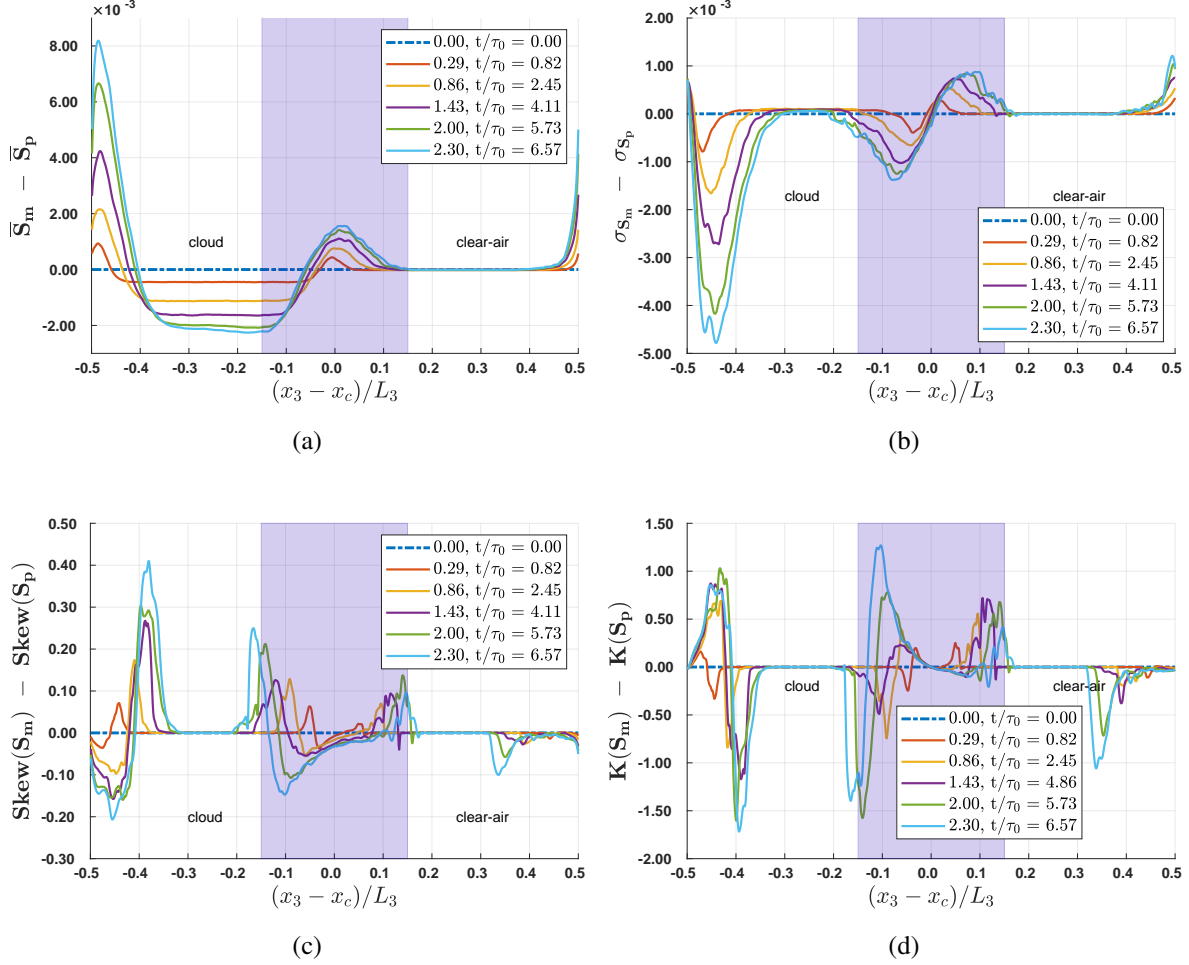 ×10⁻³
8.00
6.00
4.00
2.00
0.00
-2.00
S̄m − S̄p
0.00, t/τ0 = 0.00
0.29, t/τ0 = 0.82
0.86, t/τ0 = 2.45
1.43, t/τ0 = 4.11
2.00, t/τ0 = 5.73
2.30, t/τ0 = 6.57
cloud
clear-air
-0.5 -0.4 -0.3 -0.2 -0.1 0.0 0.1 0.2 0.3 0.4 0.5
(x3 − xc)/L3
(a)
×10⁻³
2.00
1.00
0.00
-1.00
-2.00
-3.00
-4.00
-5.00
σSm − σSp
cloud
clear-air
0.00, t/τ0 = 0.00
0.29, t/τ0 = 0.82
0.86, t/τ0 = 2.45
1.43, t/τ0 = 4.11
2.00, t/τ0 = 5.73
2.30, t/τ0 = 6.57
-0.5 -0.4 -0.3 -0.2 -0.1 0.0 0.1 0.2 0.3 0.4 0.5
(x3 − xc)/L3
(b)
0.50
0.40
0.30
0.20
0.10
0.00
-0.10
-0.20
-0.30
Skew(Sm) − Skew(Sp)
0.00, t/τ0 = 0.00
0.29, t/τ0 = 0.82
0.86, t/τ0 = 2.45
1.43, t/τ0 = 4.11
2.00, t/τ0 = 5.73
2.30, t/τ0 = 6.57
cloud
clear-air
-0.5 -0.4 -0.3 -0.2 -0.1 0.0 0.1 0.2 0.3 0.4 0.5
(x3 − xc)/L3
(c)
1.50
1.00
0.50
0.00
-0.50
-1.00
-1.50
-2.00
K(Sm) − K(Sp)
cloud
clear-air
0.00, t/τ0 = 0.00
0.29, t/τ0 = 0.82
0.86, t/τ0 = 2.45
1.43, t/τ0 = 4.86
2.00, t/τ0 = 5.73
2.30, t/τ0 = 6.57
-0.5 -0.4 -0.3 -0.2 -0.1 0.0 0.1 0.2 0.3 0.4 0.5
(x3 − xc)/L3
(d)